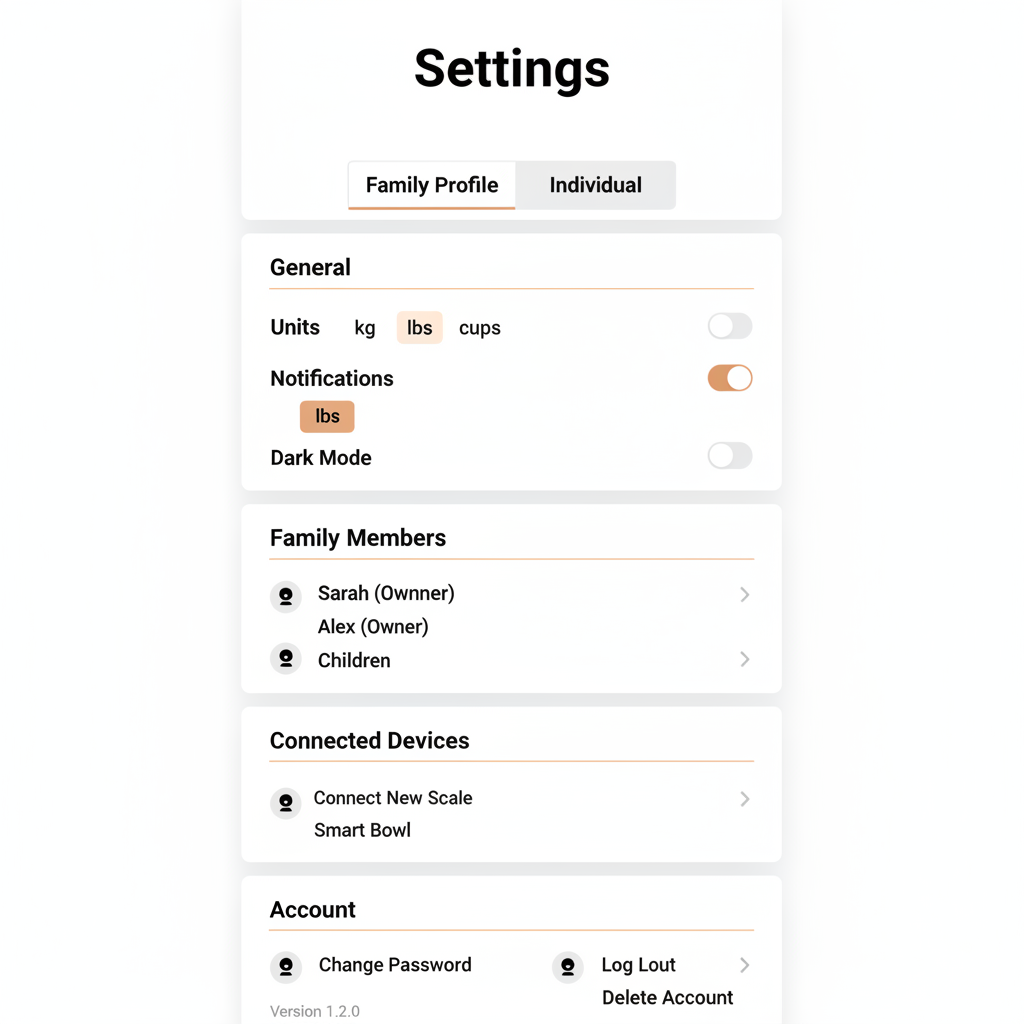 Settings
Family Profile Individual
General
Units kg lbs cups
Notifications
lbs
Dark Mode
Family Members
Sarah (Ownner)
Alex (Owner)
Children
Connected Devices
Connect New Scale
Smart Bowl
Account
Change Password Log Lout
Delete Account
Version 1.2.0